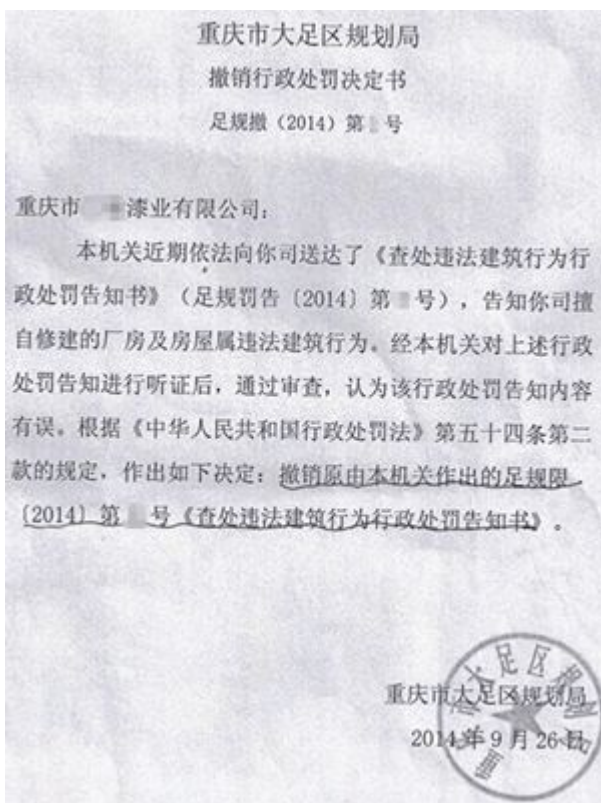 重庆市大足区规划局
撤销行政处罚决定书
足规撤（2014）第 号
重庆市 漆业有限公司：
本机关近期依法向你司送达了《查处违法建筑行为行
政处罚告知书》（足规罚告〔2014〕第 号），告知你司擅
自修建的厂房及房屋属违法建筑行为。经本机关对上述行政
处罚告知进行听证后，通过审查，认为该行政处罚告知内容
有误。根据《中华人民共和国行政处罚法》第五十四条第二
款的规定，作出如下决定：撤销原由本机关作出的足规限
〔2014〕第 号《查处违法建筑行为行政处罚告知书》。
重庆市大足区规划局
2014年9月26日